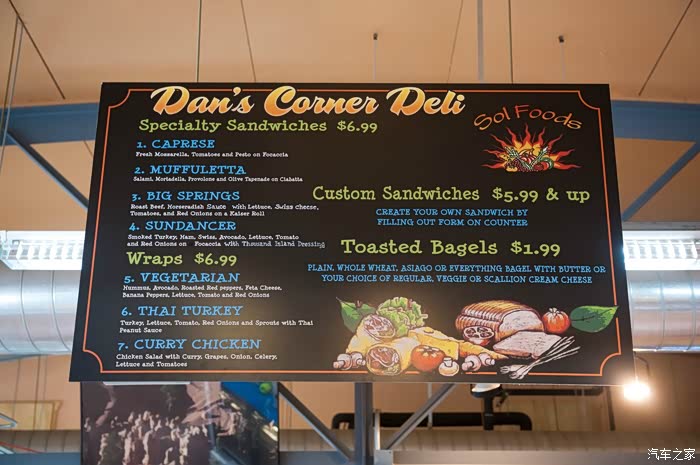 Dan's Corner Deli
Sol Foods
Specialty Sandwiches $6.99
1. CAPRESE
Fresh Mozzarella, Tomatoes and Pesto on Focaccia
2. MUFFULETTA
Salami, Mortadella, Provolone and Olive Tapenade on Ciabatta
3. BIG SPRINGS
Roast Beef, Horseradish Sauce with Lettuce, Swiss cheese,
Tomatoes, and Red Onions on a Kaiser Roll
4. SUNDANCER
Smoked Turkey, Ham, Swiss, Avocado, Lettuce, Tomato
and Red Onions on Focaccia with Thousand Island Dressing
Wraps $6.99
5. VEGETARIAN
Hummus, Avocado, Roasted Red peppers, Feta Cheese,
Banana Peppers, Lettuce, Tomato and Red Onions
6. THAI TURKEY
Turkey, Lettuce, Tomato, Red Onions and Sprouts with Thai
Peanut Sauce
7. CURRY CHICKEN
Chicken Salad with Curry, Grapes, Onion, Celery,
Lettuce and Tomatoes
Custom Sandwiches $5.99 & up
CREATE YOUR OWN SANDWICH BY
FILLING OUT FORM ON COUNTER
Toasted Bagels $1.99
PLAIN, WHOLE WHEAT, ASIAGO OR EVERYTHING BAGEL WITH BUTTER OR
YOUR CHOICE OF REGULAR, VEGGIE OR SCALLION CREAM CHEESE
汽车之家